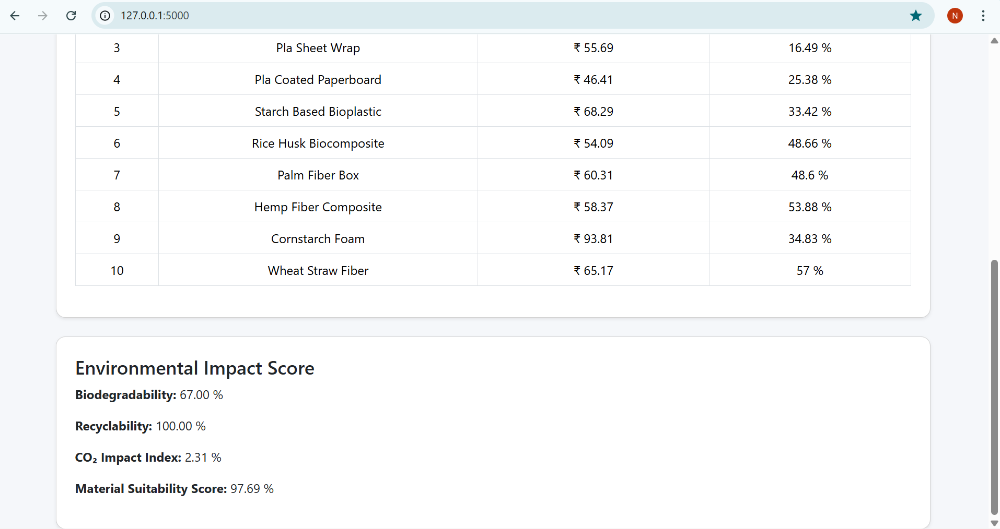 127.0.0.1:5000
N
3 Pla Sheet Wrap ₹ 55.69 16.49 %
4 Pla Coated Paperboard ₹ 46.41 25.38 %
5 Starch Based Bioplastic ₹ 68.29 33.42 %
6 Rice Husk Biocomposite ₹ 54.09 48.66 %
7 Palm Fiber Box ₹ 60.31 48.6 %
8 Hemp Fiber Composite ₹ 58.37 53.88 %
9 Cornstarch Foam ₹ 93.81 34.83 %
10 Wheat Straw Fiber ₹ 65.17 57 %
Environmental Impact Score
Biodegradability: 67.00 %
Recyclability: 100.00 %
CO₂ Impact Index: 2.31 %
Material Suitability Score: 97.69 %